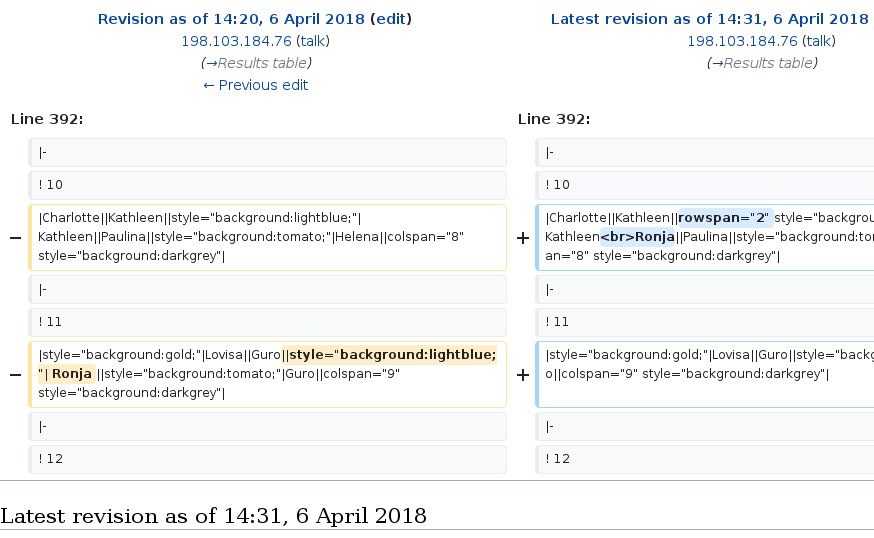 Revision as of 14:20, 6 April 2018 (edit)
198.103.184.76 (talk)
(→Results table)
← Previous edit
Latest revision as of 14:31, 6 April 2018
198.103.184.76 (talk)
(→Results table)
Line 392:
Line 392:
|-
|-
! 10
! 10
− |Charlotte||Kathleen||style="background:lightblue;"|
Kathleen||Paulina||style="background:tomato;"|Helena||colspan="8"
style="background:darkgrey"|
+ |Charlotte||Kathleen||rowspan="2" style="backgrou
Kathleen<br>Ronja||Paulina||style="background:to
an="8" style="background:darkgrey"|
|-
|-
! 11
! 11
− |style="background:gold;"|Lovisa||Guro||style="background:lightblue;
"| Ronja ||style="background:tomato;"|Guro||colspan="9"
style="background:darkgrey"|
+ |style="background:gold;"|Lovisa||Guro||style="backg
o||colspan="9" style="background:darkgrey"|
|-
|-
! 12
! 12
Latest revision as of 14:31, 6 April 2018